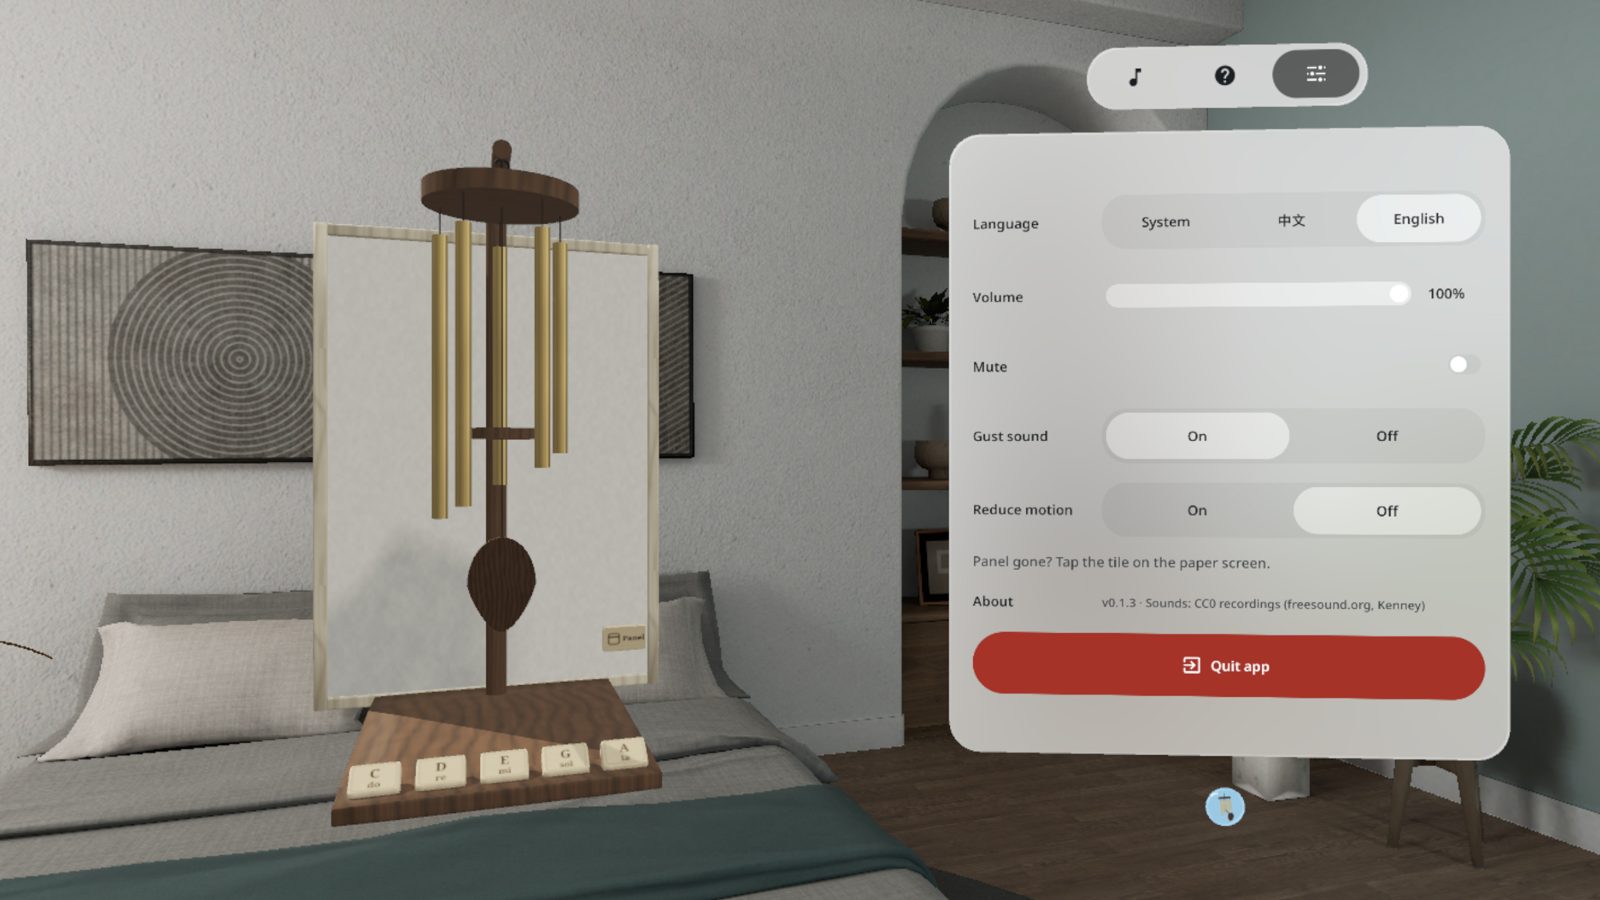 Language
System
中文
English
Volume
100%
Mute
Gust sound
On
Off
Reduce motion
On
Off
Panel gone? Tap the tile on the paper screen.
About
v0.1.3 · Sounds: CC0 recordings (freesound.org, Kenney)
Quit app
Panel
C
do
D
re
E
mi
G
sol
A
la